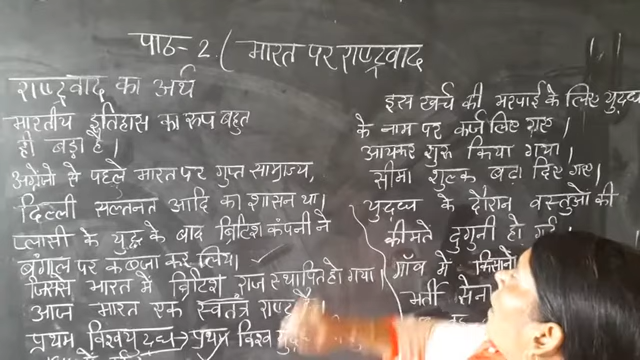 पाठ-2 ( भारत पर राष्ट्रवाद
राष्ट्रवाद का अर्थ
भारतीय इतिहास का रूप बहुत
ही बड़ा है।
अंग्रेजो से पहले भारत पर गुप्त साम्राज्य,
दिल्ली सल्तनत आदि का शासन था।
प्लासी के युद्ध के बाद ब्रिटिश कंपनी ने
बंगाल पर कब्जा कर लिया।
जिससे भारत में ब्रिटिश राज स्थापित हो गया।
आज भारत एक स्वतंत्र राष्ट्र है।
प्रथम विश्वयुद्ध → प्रथम विश्व
इस खर्च की भरपाई के लिए युद्ध
के नाम पर कर्ज लिए गए।
आयकर शुरू किया गया।
सीमा शुल्क बढ़ा दिए गए।
युद्ध के दौरान वस्तुओ की
कीमते दुगुनी हो गई।
गाँव में किसानो
भर्ती सेना